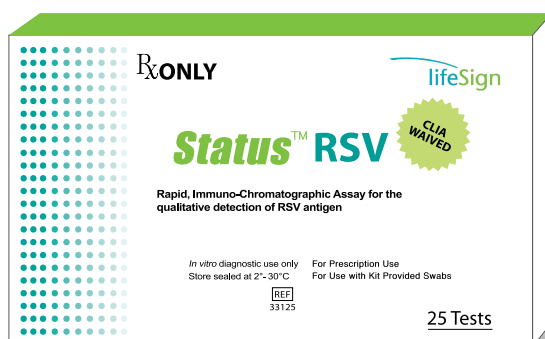 ℞ONLY
lifeSign
CLIA
WAIVED
Status™ RSV
Rapid, Immuno-Chromatographic Assay for the
qualitative detection of RSV antigen
In vitro diagnostic use only
Store sealed at 2°- 30°C
For Prescription Use
For Use with Kit Provided Swabs
REF
33125
25 Tests